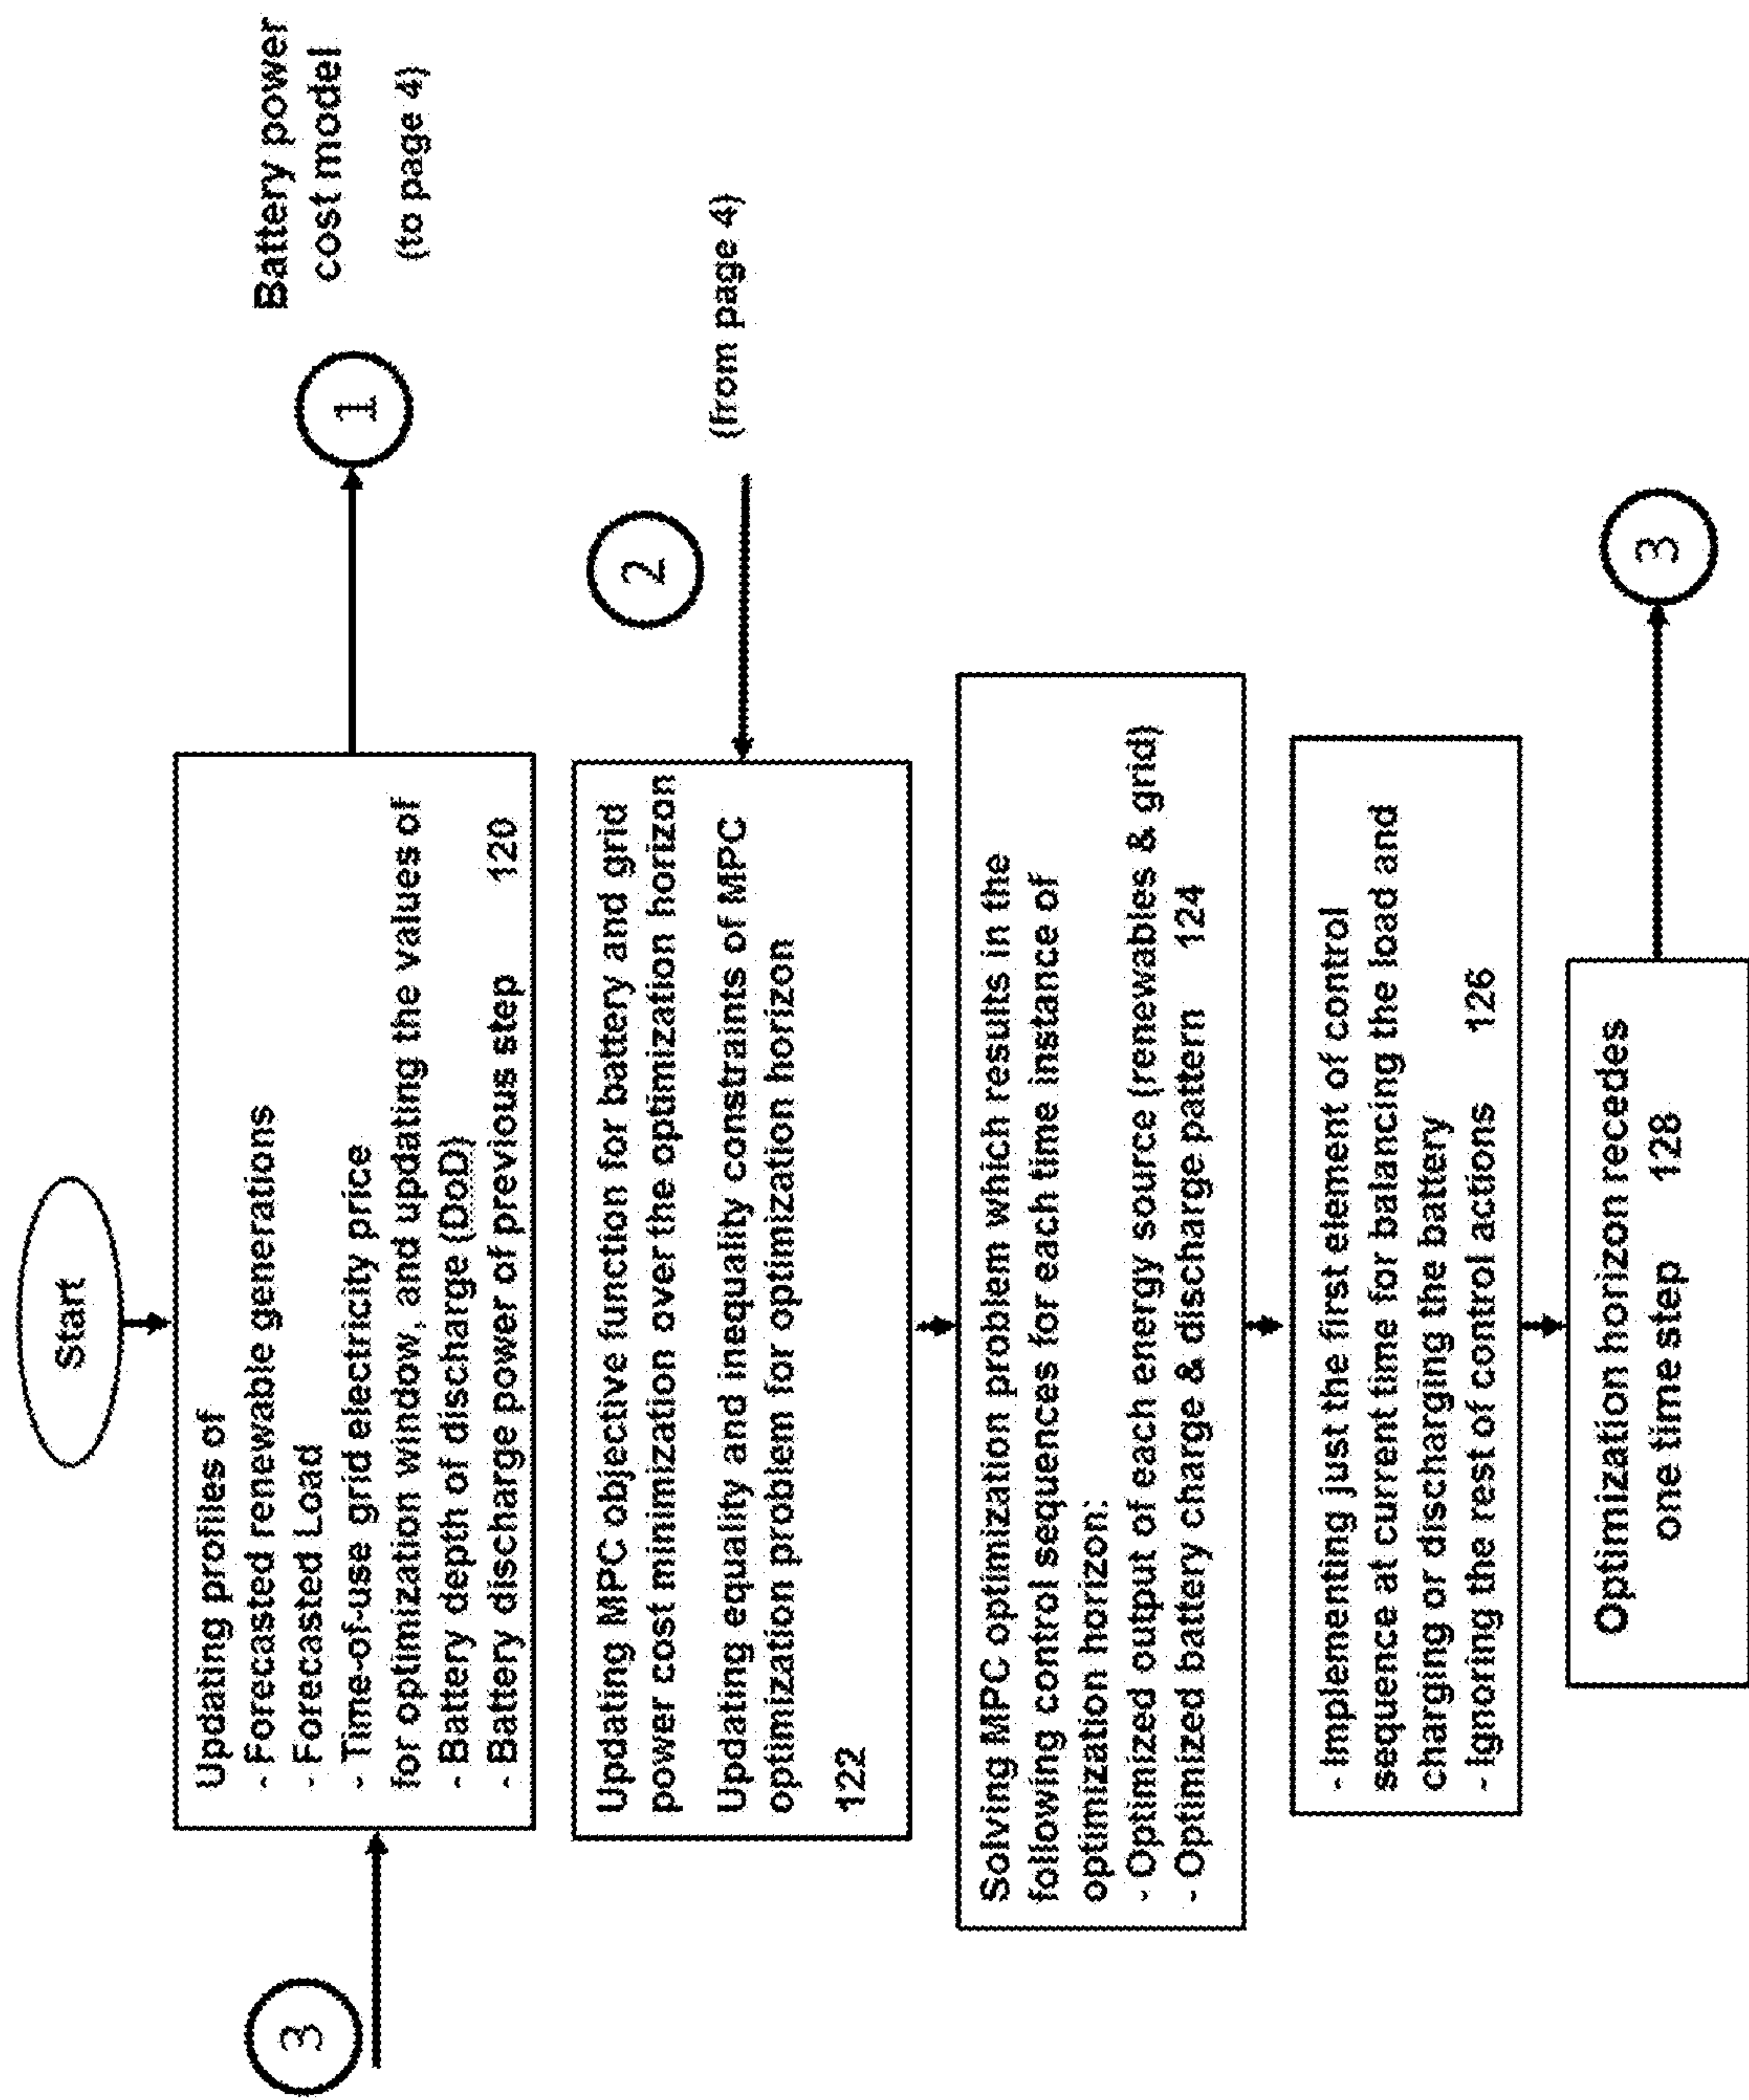 Start
3
Updating profiles of
- Forecasted renewable generations
- Forecasted Load
- Time-of-use grid electricity price
for optimization window, and updating the values of
- Battery depth of discharge (DoD)
- Battery discharge power of previous step 120
1
Battery power
cost model
(to page 4)
2
(from page 4)
Updating MPC objective function for battery and grid
power cost minimization over the optimization horizon
Updating equality and inequality constraints of MPC
optimization problem for optimization horizon
122
Solving MPC optimization problem which results in the
following control sequences for each time instance of
optimization horizon:
- Optimized output of each energy source (renewables & grid)
- Optimized battery charge & discharge pattern 124
- Implementing just the first element of control
sequence at current time for balancing the load and
charging or discharging the battery
- Ignoring the rest of control actions 126
Optimization horizon recedes
one time step 128
3